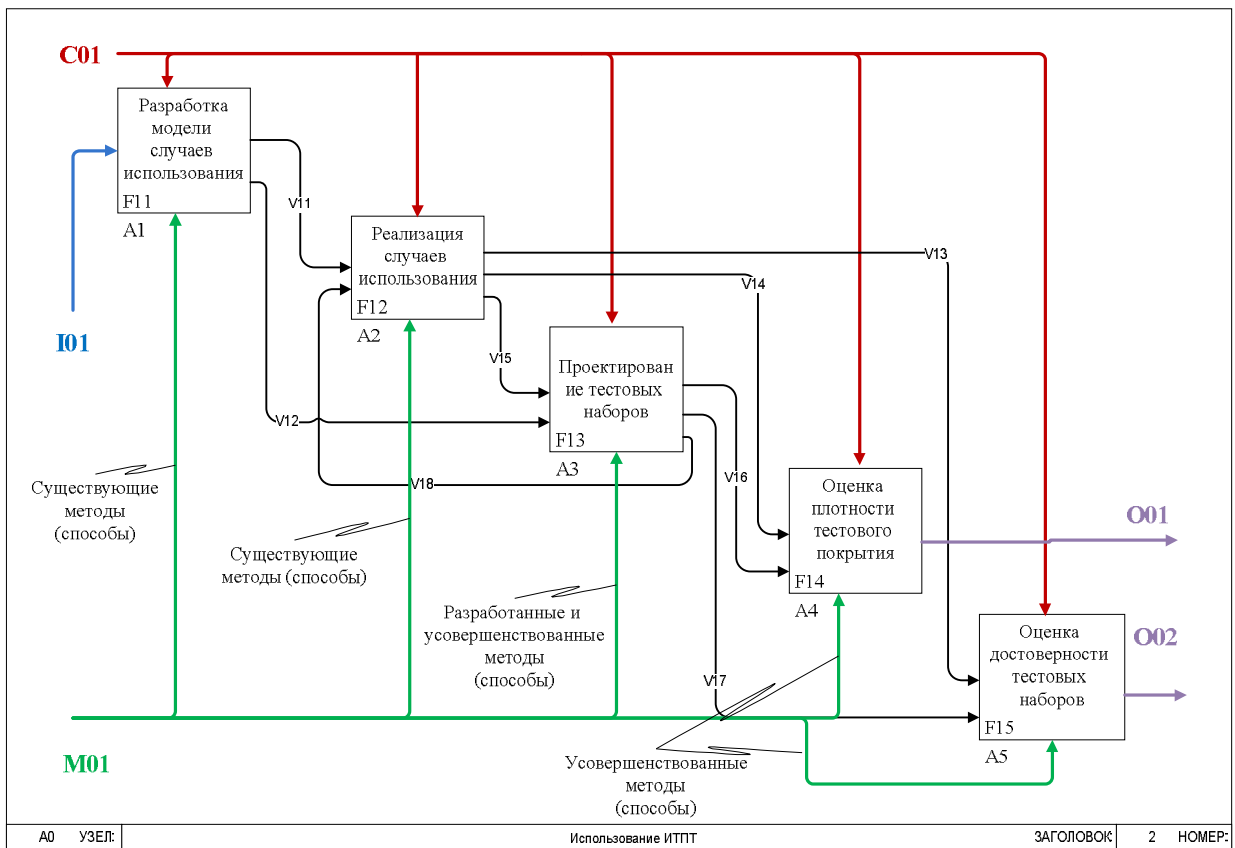 C01
Разработка
модели
случаев
использования
F11
A1
V11
Реализация
случаев
использования
F12
A2
V13
V14
I01
V15
Проектирован
ие тестовых
наборов
F13
A3
V12
V18
V16
Существующие
методы
(способы)
Оценка
плотности
тестового
покрытия
F14
A4
O01
Существующие
методы (способы)
Разработанные и
усовершенствованные
методы
(способы)
Оценка
достоверности
тестовых
наборов
F15
A5
O02
V17
M01
Усовершенствованные
методы
(способы)
A0 УЗЕЛ: Использование ИТПТ ЗАГОЛОВОК: 2 НОМЕР: